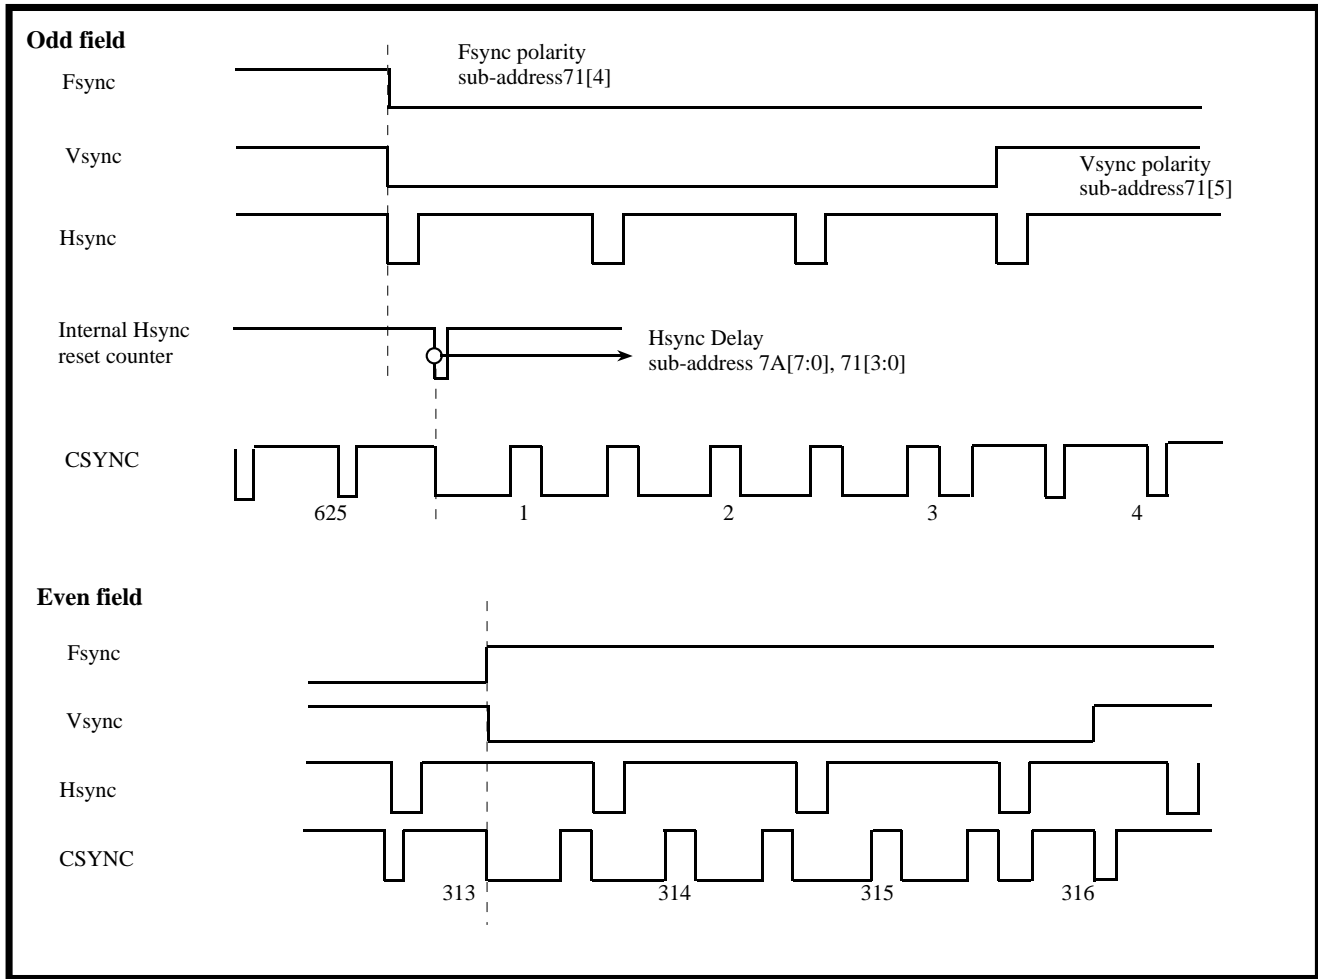 Odd field
Fsync polarity
sub-address71[4]
Fsync
Vsync
Vsync polarity
sub-address71[5]
Hsync
Internal Hsync
reset counter
Hsync Delay
sub-address 7A[7:0], 71[3:0]
CSYNC
625 1 2 3 4
Even field
Fsync
Vsync
Hsync
CSYNC
313 314 315 316